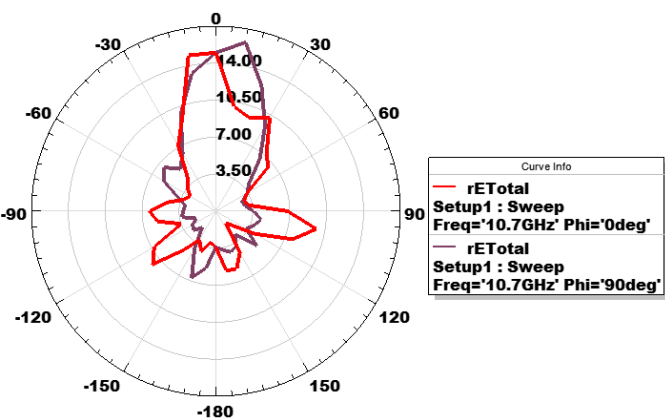 0
-30
30
14.00
10.50
-60
60
7.00
3.50
-90
90
-120
120
-150
150
-180
Curve Info
rETotal
Setup1 : Sweep
Freq='10.7GHz' Phi='0deg'
rETotal
Setup1 : Sweep
Freq='10.7GHz' Phi='90deg'